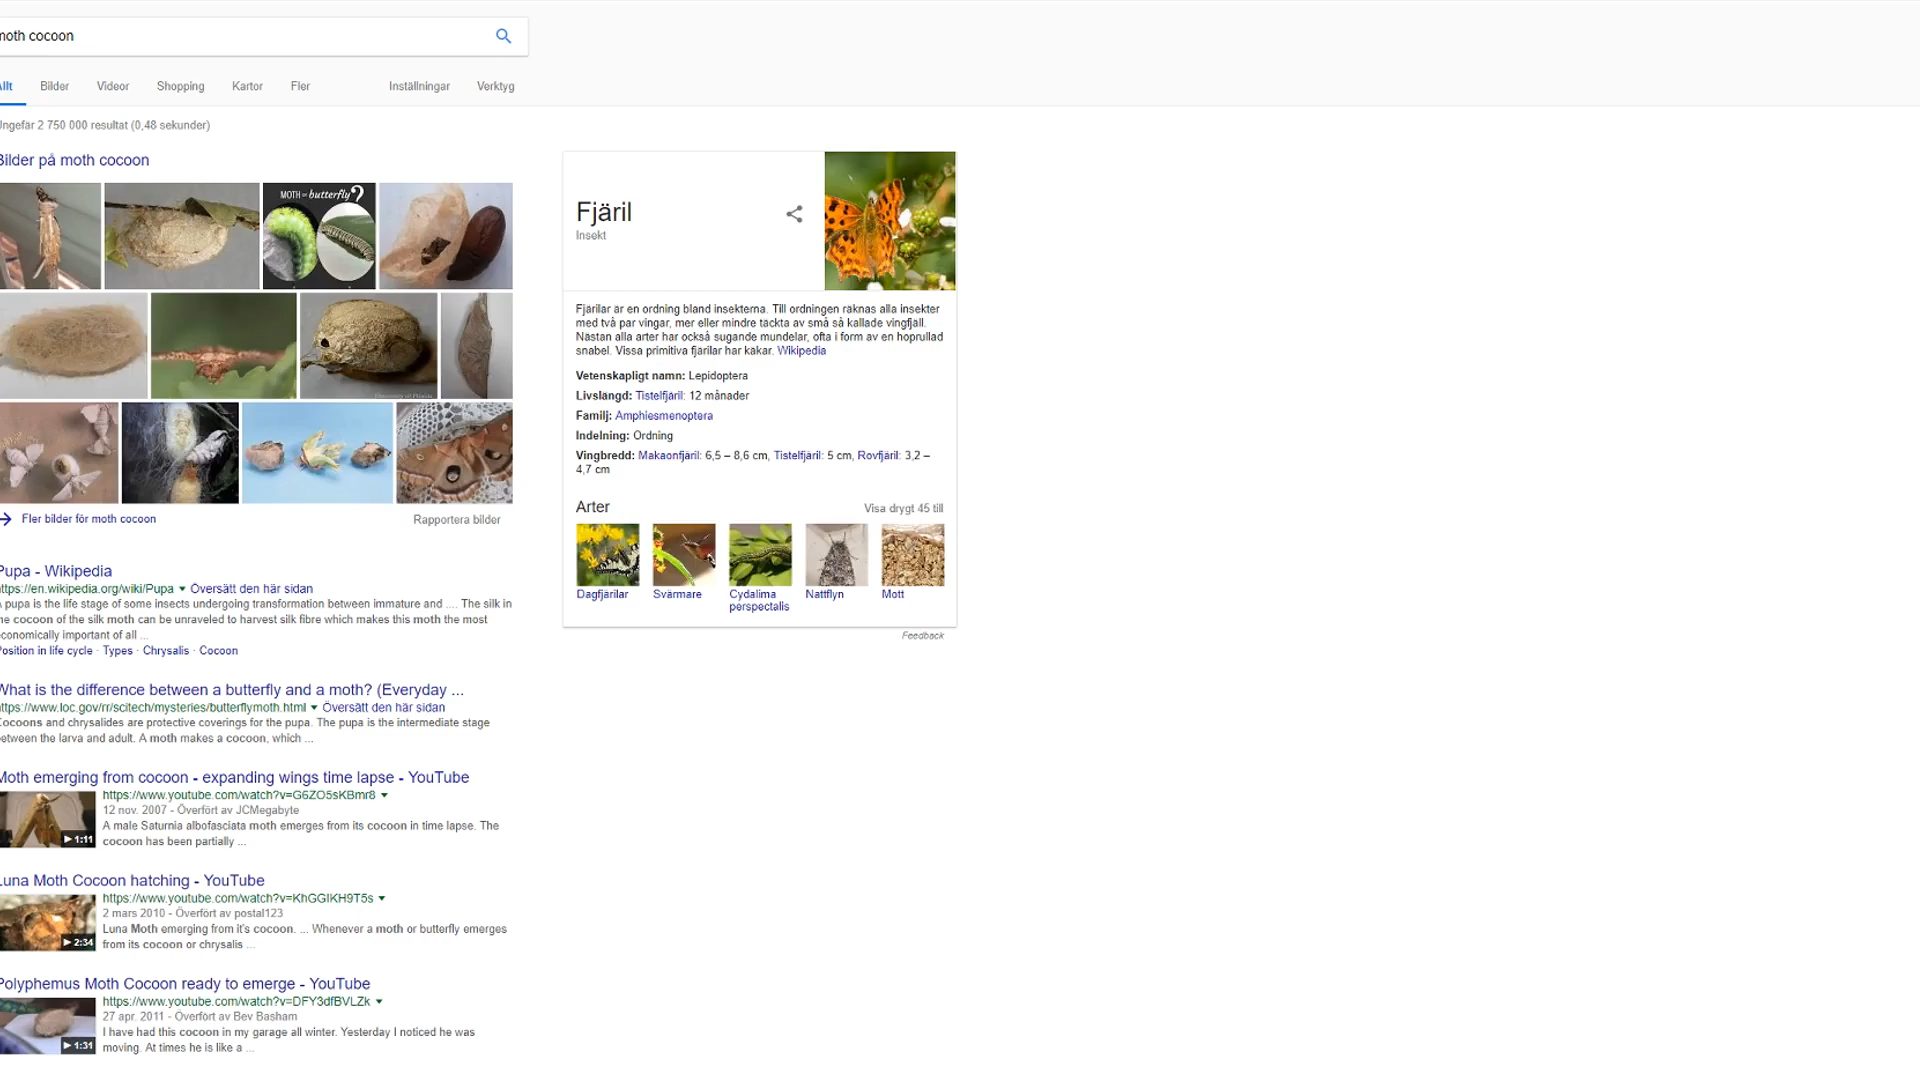 moth cocoon
Allt Bilder Videor Shopping Kartor Fler Inställningar Verktyg
Ungefär 2 750 000 resultat (0,48 sekunder)
Bilder på moth cocoon
MOTH or butterfly?
Fler bilder för moth cocoon
Rapportera bilder
Pupa - Wikipedia
https://en.wikipedia.org/wiki/Pupa ▼ Översätt den här sidan
A pupa is the life stage of some insects undergoing transformation between immature and .... The silk in
the cocoon of the silk moth can be unraveled to harvest silk fibre which makes this moth the most
economically important of all ...
Position in life cycle · Types · Chrysalis · Cocoon
What is the difference between a butterfly and a moth? (Everyday ...
https://www.loc.gov/rr/scitech/mysteries/butterflymoth.html ▼ Översätt den här sidan
Cocoons and chrysalides are protective coverings for the pupa. The pupa is the intermediate stage
between the larva and adult. A moth makes a cocoon, which ...
Moth emerging from cocoon - expanding wings time lapse - YouTube
https://www.youtube.com/watch?v=G6ZO5sKBmr8 ▼
12 nov. 2007 - Överfört av JCMegabyte
A male Saturnia albofasciata moth emerges from its cocoon in time lapse. The
cocoon has been partially ...
1:11
Luna Moth Cocoon hatching - YouTube
https://www.youtube.com/watch?v=KhGGIKH9T5s ▼
2 mars 2010 - Överfört av postal123
Luna Moth emerging from it's cocoon. ... Whenever a moth or butterfly emerges
from its cocoon or chrysalis ...
2:34
Polyphemus Moth Cocoon ready to emerge - YouTube
https://www.youtube.com/watch?v=DFY3dfBVLZk ▼
27 apr. 2011 - Överfört av Bev Basham
I have had this cocoon in my garage all winter. Yesterday I noticed he was
moving. At times he is like a ...
1:31
Fjäril
Insekt
Fjärilar är en ordning bland insekterna. Till ordningen räknas alla insekter
med två par vingar, mer eller mindre täckta av små så kallade vingfjäll.
Nästan alla arter har också sugande mundelar, ofta i form av en hoprullad
snabel. Vissa primitiva fjärilar har käkar. Wikipedia
Vetenskapligt namn: Lepidoptera
Livslängd: Tistelfjäril: 12 månader
Familj: Amphiesmenoptera
Indelning: Ordning
Vingbredd: Makaonfjäril: 6,5 – 8,6 cm, Tistelfjäril: 5 cm, Rovfjäril: 3,2 –
4,7 cm
Arter
Visa drygt 45 till
Dagfjärilar
Svärmare
Cydalima
perspectalis
Nattflyn
Mott
Feedback